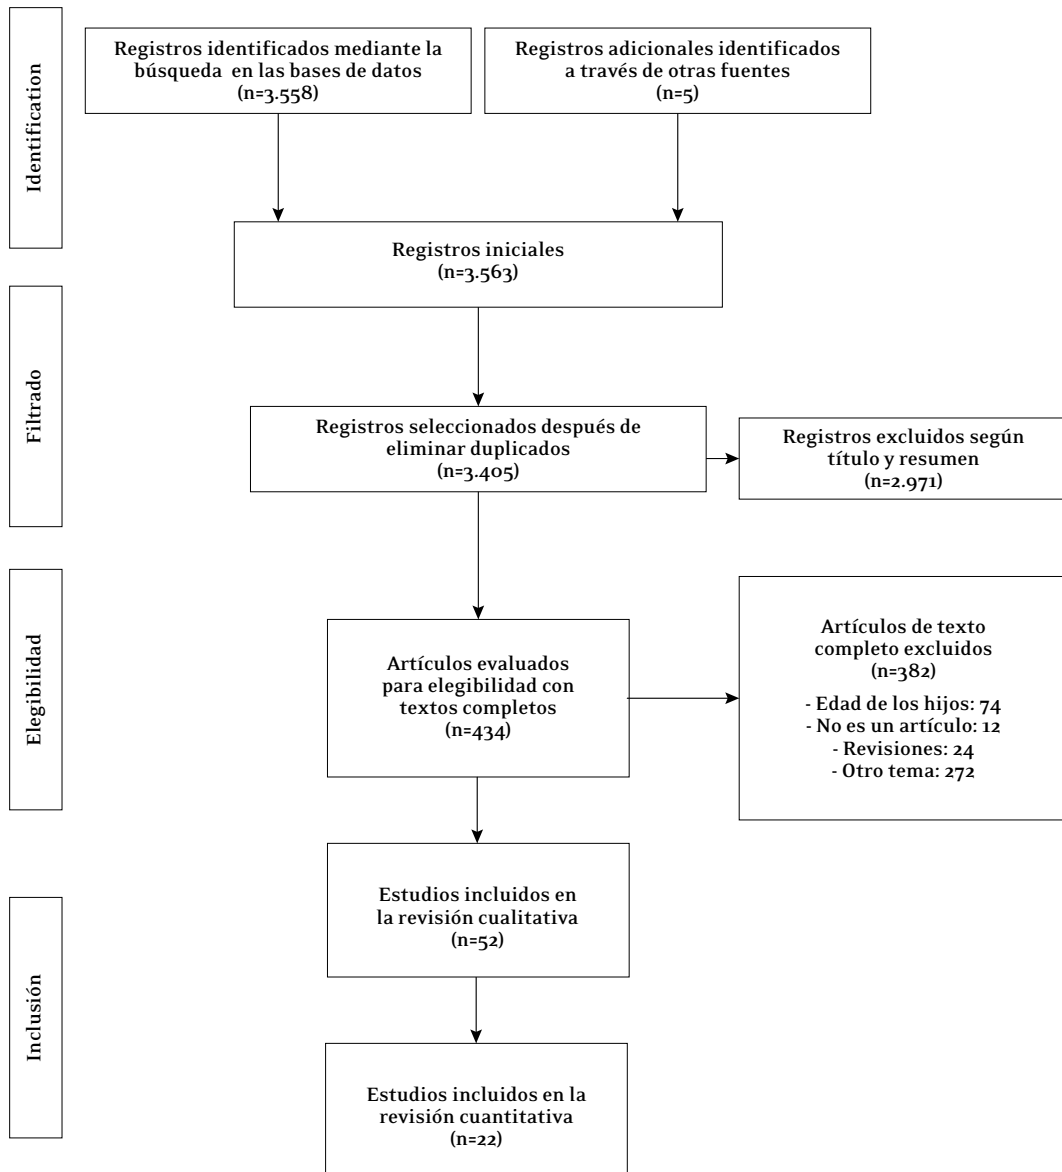 Identification
Registros identificados mediante la
búsqueda en las bases de datos
(n=3.558)
Registros adicionales identificados
a través de otras fuentes
(n=5)
Registros iniciales
(n=3.563)
Filtrado
Registros seleccionados después de
eliminar duplicados
(n=3.405)
Registros excluidos según
título y resumen
(n=2.971)
Elegibilidad
Artículos evaluados
para elegibilidad con
textos completos
(n=434)
Artículos de texto
completo excluidos
(n=382)
- Edad de los hijos: 74
- No es un artículo: 12
- Revisiones: 24
- Otro tema: 272
Inclusión
Estudios incluidos en
la revisión cualitativa
(n=52)
Estudios incluidos en la
revisión cuantitativa
(n=22)